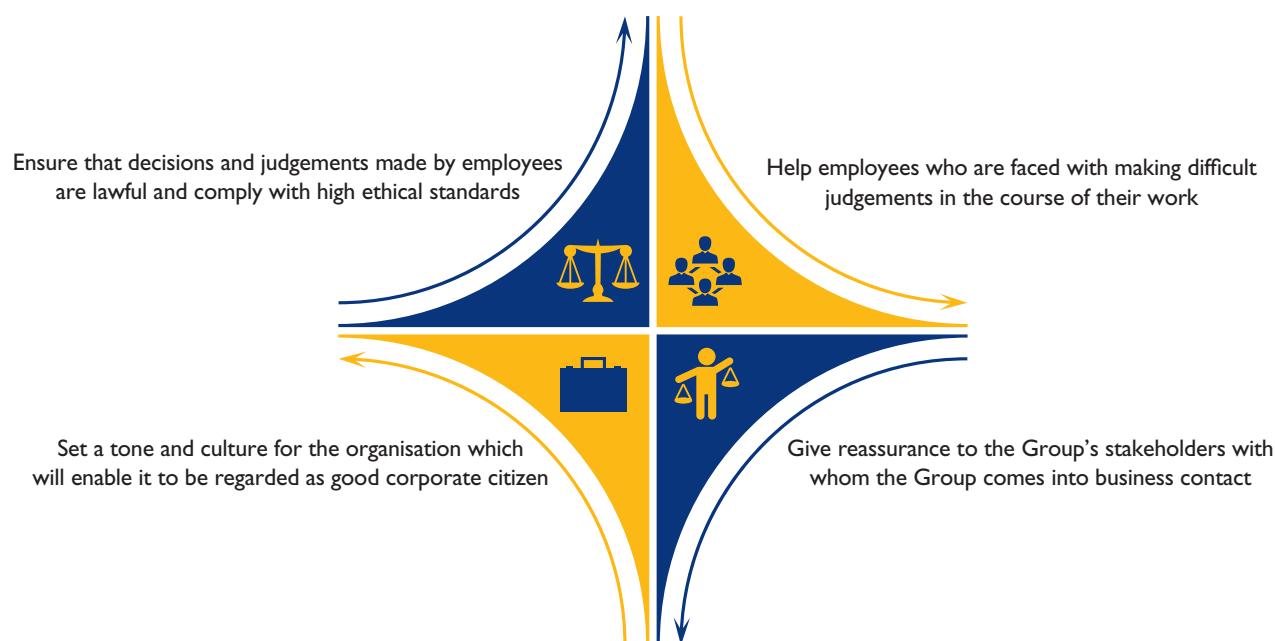 Ensure that decisions and judgements made by employees
are lawful and comply with high ethical standards
Help employees who are faced with making difficult
judgements in the course of their work
Set a tone and culture for the organisation which
will enable it to be regarded as good corporate citizen
Give reassurance to the Group’s stakeholders with
whom the Group comes into business contact